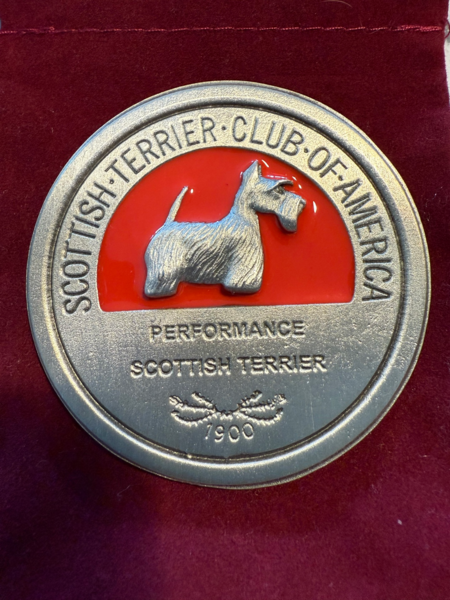 SCOTTISH·TERRIER·CLUB·OF·AMERICA
PERFORMANCE
SCOTTISH TERRIER
1900